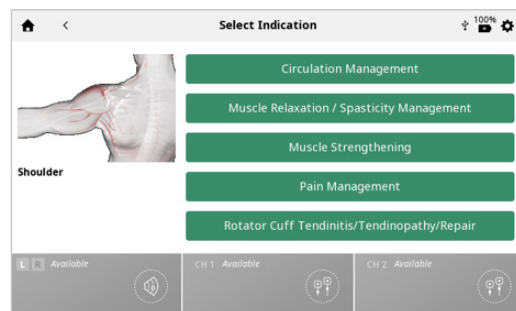 Select Indication
100%
Circulation Management
Muscle Relaxation / Spasticity Management
Muscle Strengthening
Shoulder
Pain Management
Rotator Cuff Tendinitis/Tendinopathy/Repair
L R Available
CH 1 Available
CH 2 Available